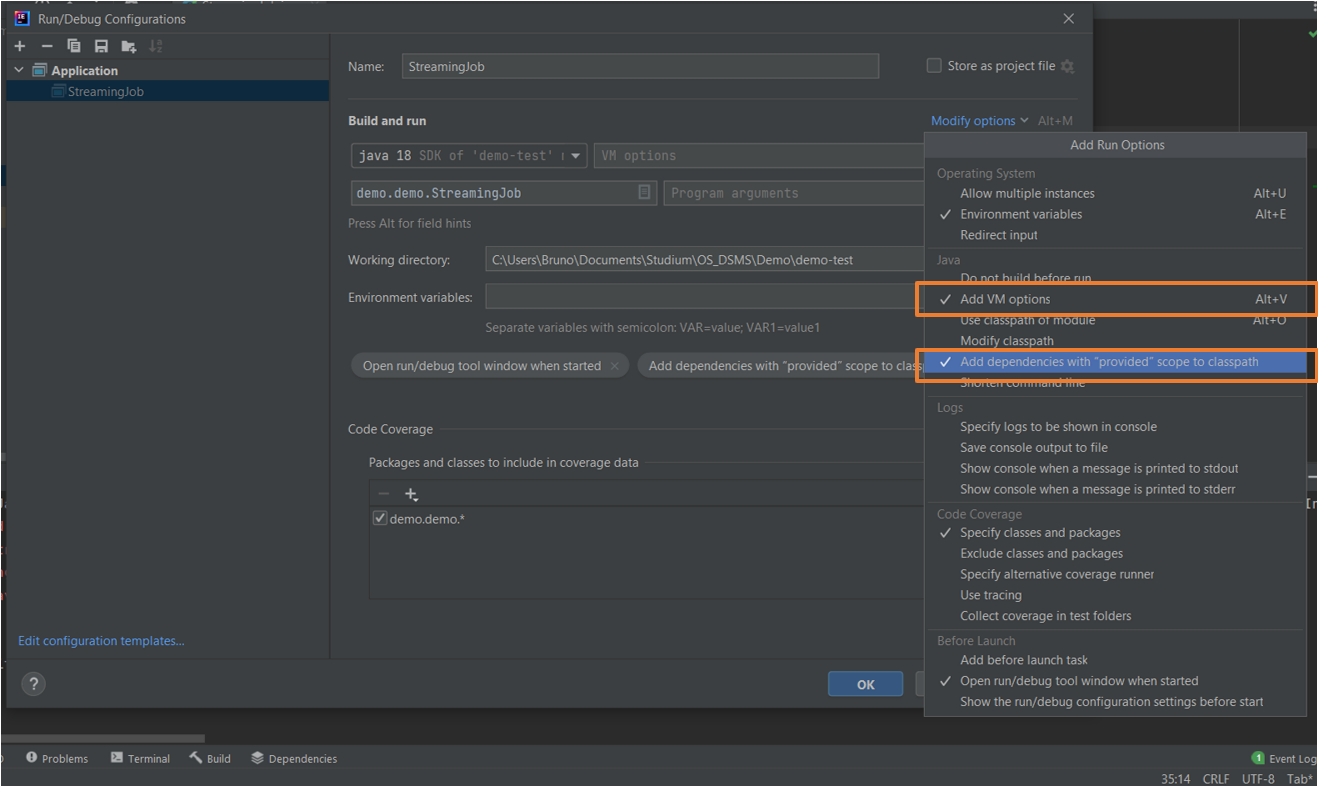 Run/Debug Configurations
Application
StreamingJob
Edit configuration templates...
?
Name: StreamingJob
Store as project file
Build and run
Modify options Alt+M
java 18 SDK of 'demo-test' VM options
demo.demo.StreamingJob Program arguments
Press Alt for field hints
Working directory: C:\Users\Bruno\Documents\Studium\OS_DSMS\Demo\demo-test
Environment variables:
Separate variables with semicolon: VAR=value; VAR1=value1
Open run/debug tool window when started × Add dependencies with "provided" scope to
Code Coverage
Packages and classes to include in coverage data
demo.demo.*
OK
Add Run Options
Operating System
Allow multiple instances Alt+U
Environment variables Alt+E
Redirect input
Java
Do not build before run
Add VM options Alt+V
Use classpath of module Alt+O
Modify classpath
Add dependencies with "provided" scope to classpath
Shorten command line
Logs
Specify logs to be shown in console
Save console output to file
Show console when a message is printed to stdout
Show console when a message is printed to stderr
Code Coverage
Specify classes and packages
Exclude classes and packages
Specify alternative coverage runner
Use tracing
Collect coverage in test folders
Before Launch
Add before launch task
Open run/debug tool window when started
Show the run/debug configuration settings before start
Problems Terminal Build Dependencies 1 Event Log
35:14 CRLF UTF-8 Tab*